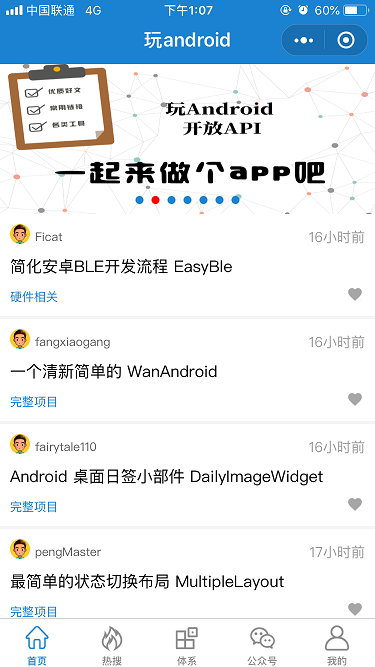 中国联通 4G 下午1:07 60%
玩android
优质好文
常用链接
各类工具
玩Android
开放API
一起来做个app吧
Ficat 16小时前
简化安卓BLE开发流程 EasyBle
硬件相关
fangxiaogang 16小时前
一个清新简单的 WanAndroid
完整项目
fairytale110 16小时前
Android 桌面日签小部件 DailyImageWidget
完整项目
pengMaster 17小时前
最简单的状态切换布局 MultipleLayout
完整项目
首页 热搜 体系 公众号 我的